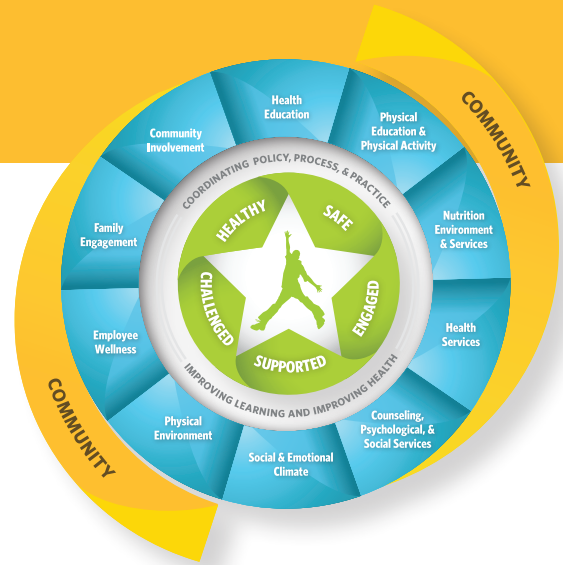 COMMUNITY
Health
Education
Physical
Education &
Physical Activity
Nutrition
Environment
& Services
Health
Services
Counseling,
Psychological, &
Social Services
Social & Emotional
Climate
Physical
Environment
Employee
Wellness
Family
Engagement
Community
Involvement
COORDINATING POLICY, PROCESS, & PRACTICE
IMPROVING LEARNING AND IMPROVING HEALTH
HEALTHY
SAFE
ENGAGED
SUPPORTED
CHALLENGED
COMMUNITY